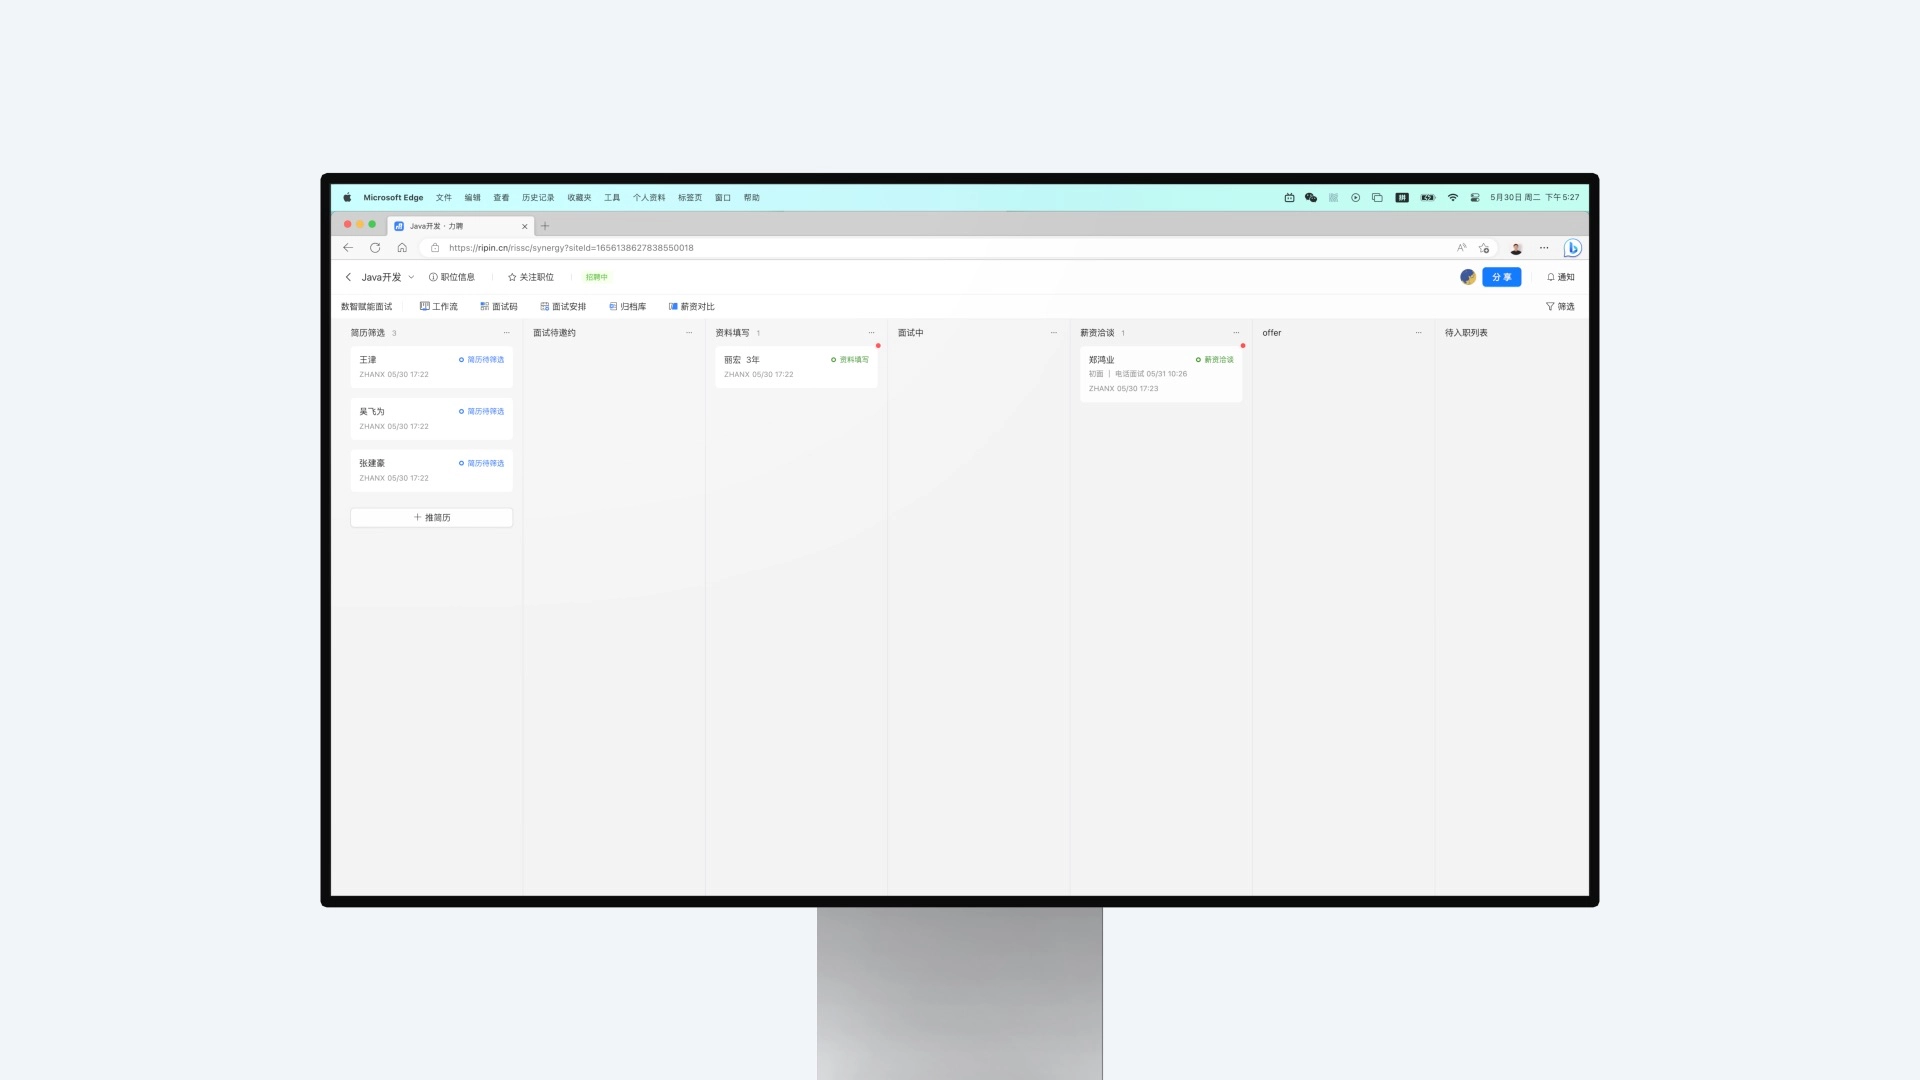 Microsoft Edge 文件 编辑 查看 历史记录 收藏夹 工具 个人资料 标签页 窗口 帮助 拼 42 5月30日 周二 下午5:27
Java开发 · 力聘
https://ripin.cn/rissc/synergy?siteId=1656138627838550018
Java开发 职位信息 关注职位 招聘中 分享 通知
数智赋能面试 工作流 面试码 面试安排 归档库 薪资对比 筛选
简历筛选 3 面试待邀约 资料填写 1 面试中 薪资洽谈 1 offer 待入职列表
王津 简历待筛选
ZHANX 05/30 17:22
吴飞为 简历待筛选
ZHANX 05/30 17:22
张建豪 简历待筛选
ZHANX 05/30 17:22
推简历
丽宏 3年 资料填写
ZHANX 05/30 17:22
郑鸿业 薪资洽谈
初面 | 电话面试 05/31 10:26
ZHANX 05/30 17:23